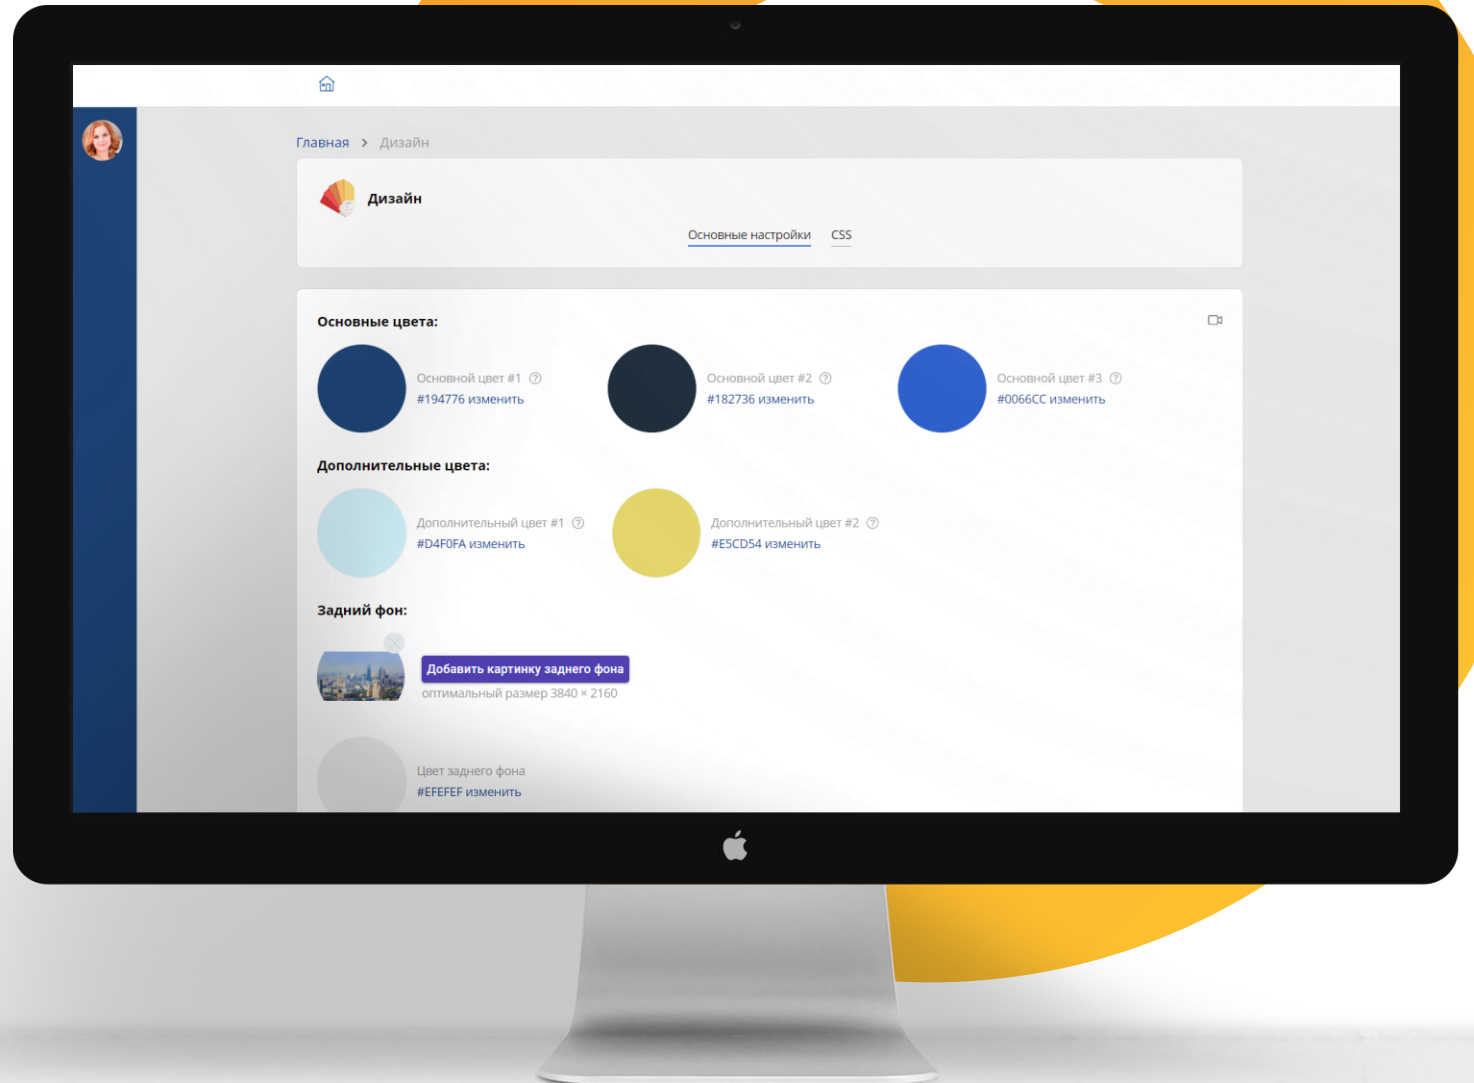 Главная > Дизайн
Дизайн
Основные настройки CSS
Основные цвета:
Основной цвет #1
#194776 изменить
Основной цвет #2
#182736 изменить
Основной цвет #3
#0066CC изменить
Дополнительные цвета:
Дополнительный цвет #1
#D4F0FA изменить
Дополнительный цвет #2
#E5CD54 изменить
Задний фон:
Добавить картинку заднего фона
оптимальный размер 3840 × 2160
Цвет заднего фона
#EFEFEF изменить